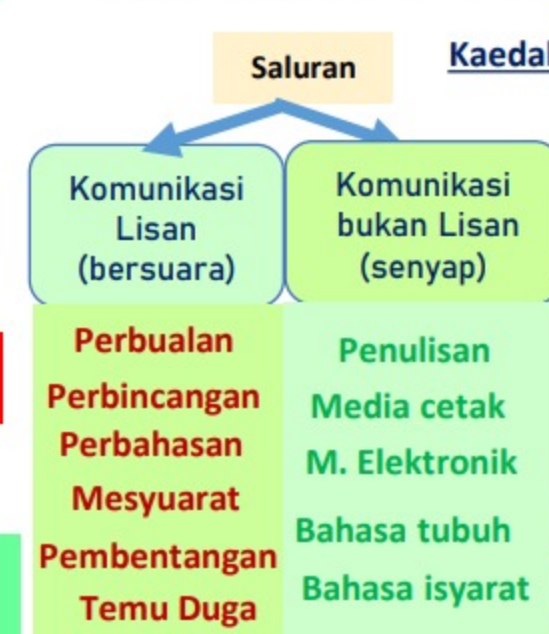 Saluran
Komunikasi
Lisan
(bersuara)
Komunikasi
bukan Lisan
(senyap)
Perbualan
Perbincangan
Perbahasan
Mesyuarat
Pembentangan
Temu Duga
Penulisan
Media cetak
M. Elektronik
Bahasa tubuh
Bahasa isyarat